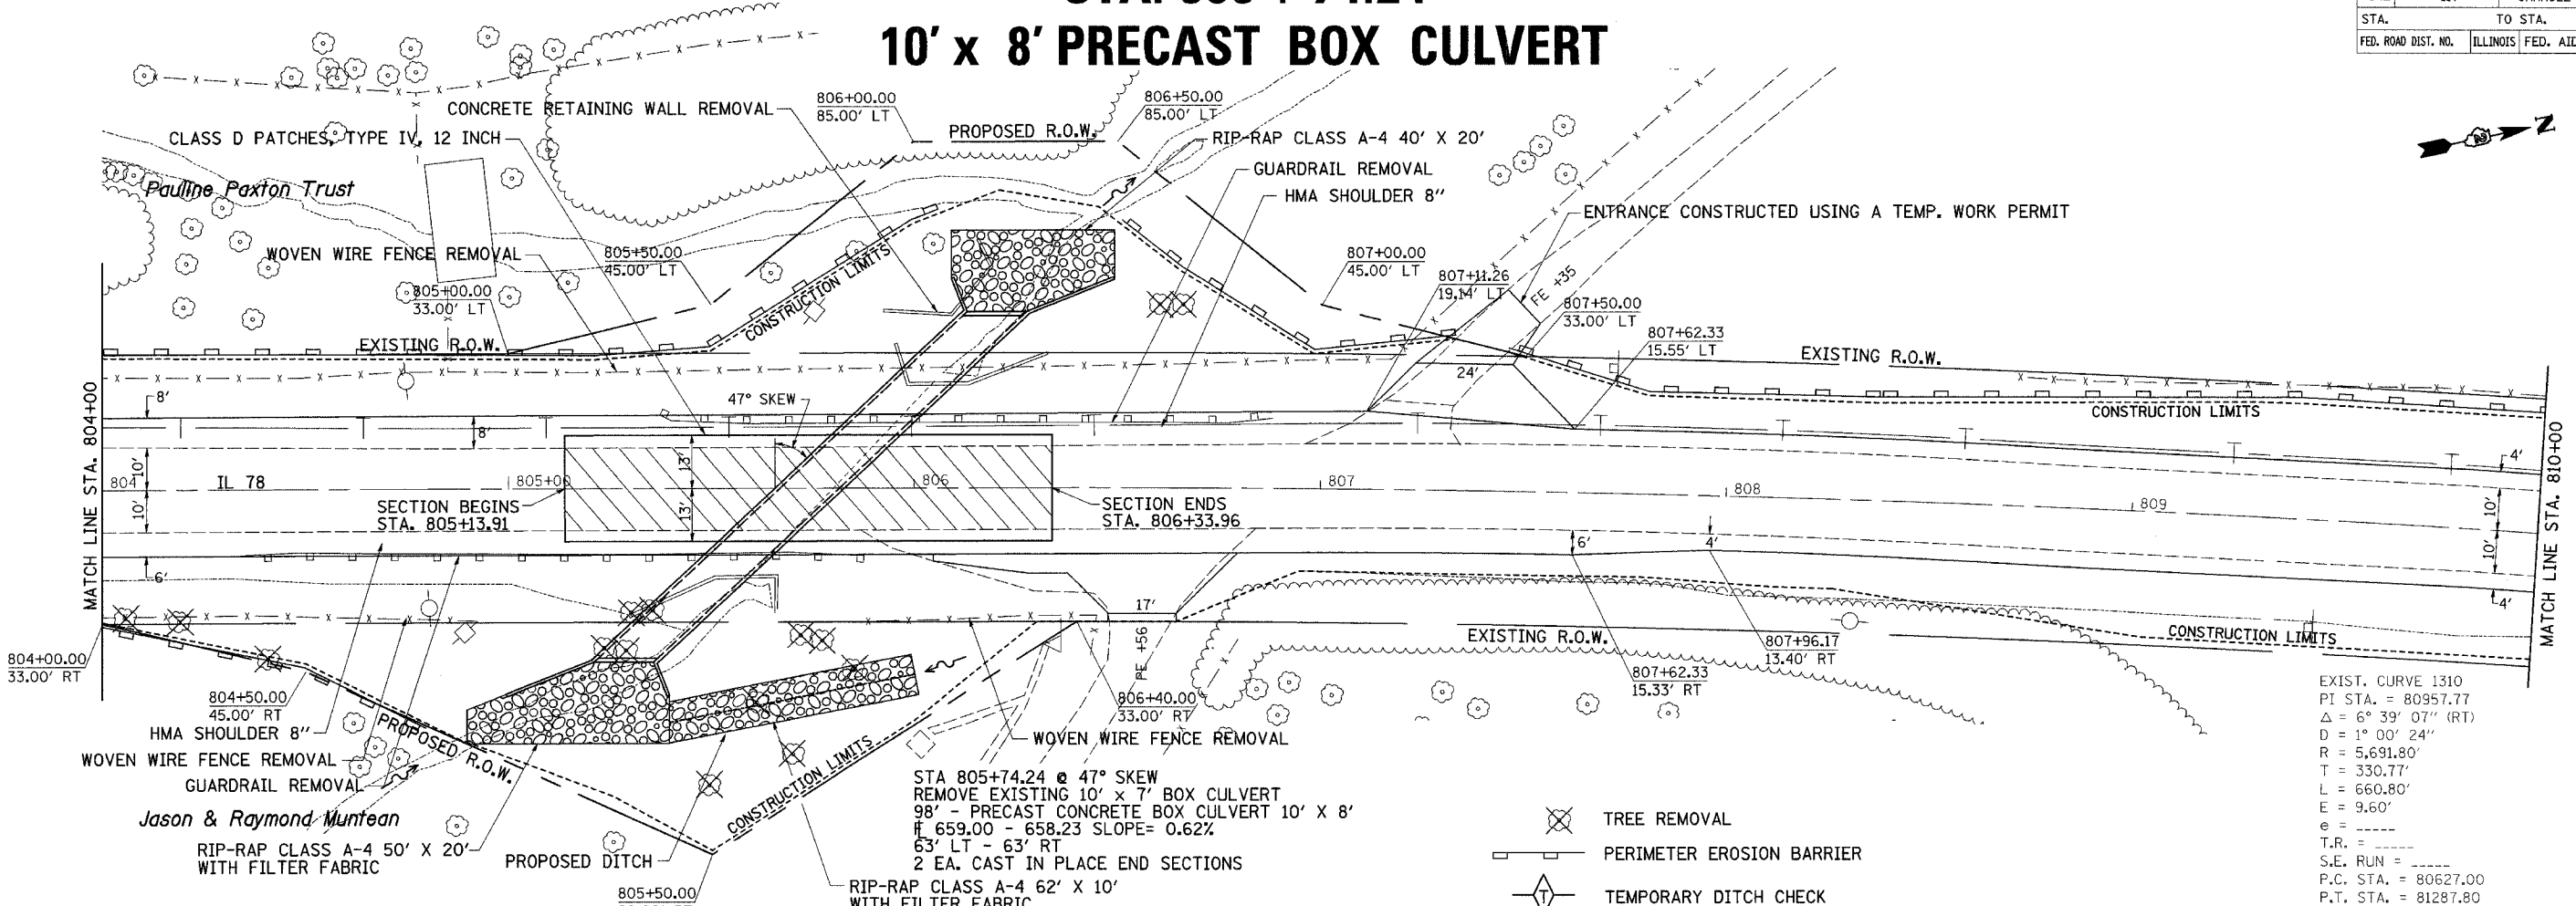 10' x 8' PRECAST BOX CULVERT
STA. TO STA.
FED. ROAD DIST. NO. ILLINOIS FED. AID
N
CONCRETE RETAINING WALL REMOVAL
806+00.00
85.00' LT
806+50.00
85.00' LT
PROPOSED R.O.W.
CLASS D PATCHES, TYPE IV, 12 INCH
RIP-RAP CLASS A-4 40' X 20'
GUARDRAIL REMOVAL
HMA SHOULDER 8"
Pauline Paxton Trust
ENTRANCE CONSTRUCTED USING A TEMP. WORK PERMIT
WOVEN WIRE FENCE REMOVAL
805+50.00
45.00' LT
CONSTRUCTION LIMITS
807+00.00
45.00' LT
807+11.26
19.14' LT
FE +35
805+00.00
33.00' LT
807+50.00
33.00' LT
807+62.33
15.55' LT
EXISTING R.O.W.
EXISTING R.O.W.
24'
MATCH LINE STA. 804+00
8'
8'
47° SKEW
CONSTRUCTION LIMITS
MATCH LINE STA. 810+00
4'
10'
13'
804
IL 78
805+00
806
807
808
809
10'
13'
10'
10'
SECTION BEGINS
STA. 805+13.91
SECTION ENDS
STA. 806+33.96
6'
6'
4'
4'
17'
PE +56
EXISTING R.O.W.
807+96.17
13.40' RT
CONSTRUCTION LIMITS
804+00.00
33.00' RT
807+62.33
15.33' RT
804+50.00
45.00' RT
806+40.00
33.00' RT
PROPOSED R.O.W.
HMA SHOULDER 8"
WOVEN WIRE FENCE REMOVAL
WOVEN WIRE FENCE REMOVAL
GUARDRAIL REMOVAL
CONSTRUCTION LIMITS
Jason & Raymond Muntean
RIP-RAP CLASS A-4 50' X 20'
WITH FILTER FABRIC
PROPOSED DITCH
805+50.00
STA 805+74.24 @ 47° SKEW
REMOVE EXISTING 10' x 7' BOX CULVERT
98' - PRECAST CONCRETE BOX CULVERT 10' X 8'
659.00 - 658.23 SLOPE= 0.62%
63' LT - 63' RT
2 EA. CAST IN PLACE END SECTIONS
RIP-RAP CLASS A-4 62' X 10'
WITH FILTER FABRIC
TREE REMOVAL
PERIMETER EROSION BARRIER
T TEMPORARY DITCH CHECK
EXIST. CURVE 1310
PI STA. = 80957.77
Δ = 6° 39' 07" (RT)
D = 1° 00' 24"
R = 5,691.80'
T = 330.77'
L = 660.80'
E = 9.60'
e = _____
T.R. = _____
S.E. RUN = _____
P.C. STA. = 80627.00
P.T. STA. = 81287.80